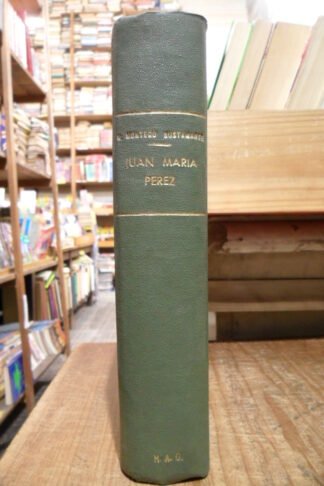 R. MONTERO BUSTAMANTE
JUAN MARIA
PEREZ
M. A. G.